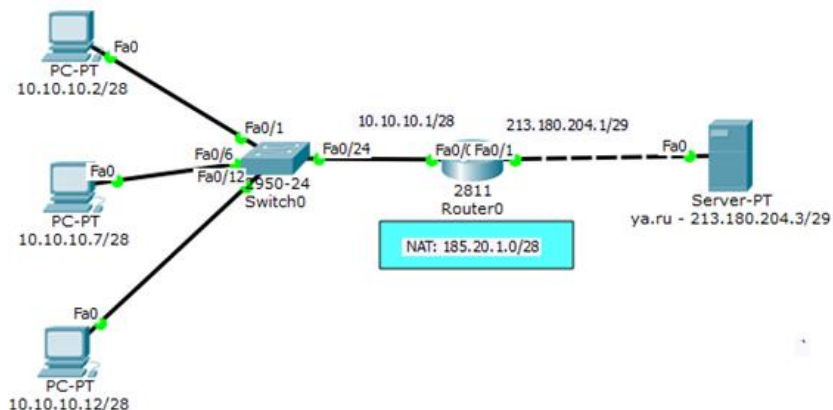 Fa0
PC-PT
10.10.10.2/28
Fa0/1
Fa0/6
Fa0/12
Fa0/24
2950-24
Switch0
Fa0
PC-PT
10.10.10.7/28
Fa0
PC-PT
10.10.10.12/28
10.10.10.1/28
213.180.204.1/29
Fa0/1
2811
Router0
NAT: 185.20.1.0/28
Fa0
Server-PT
ya.ru - 213.180.204.3/29